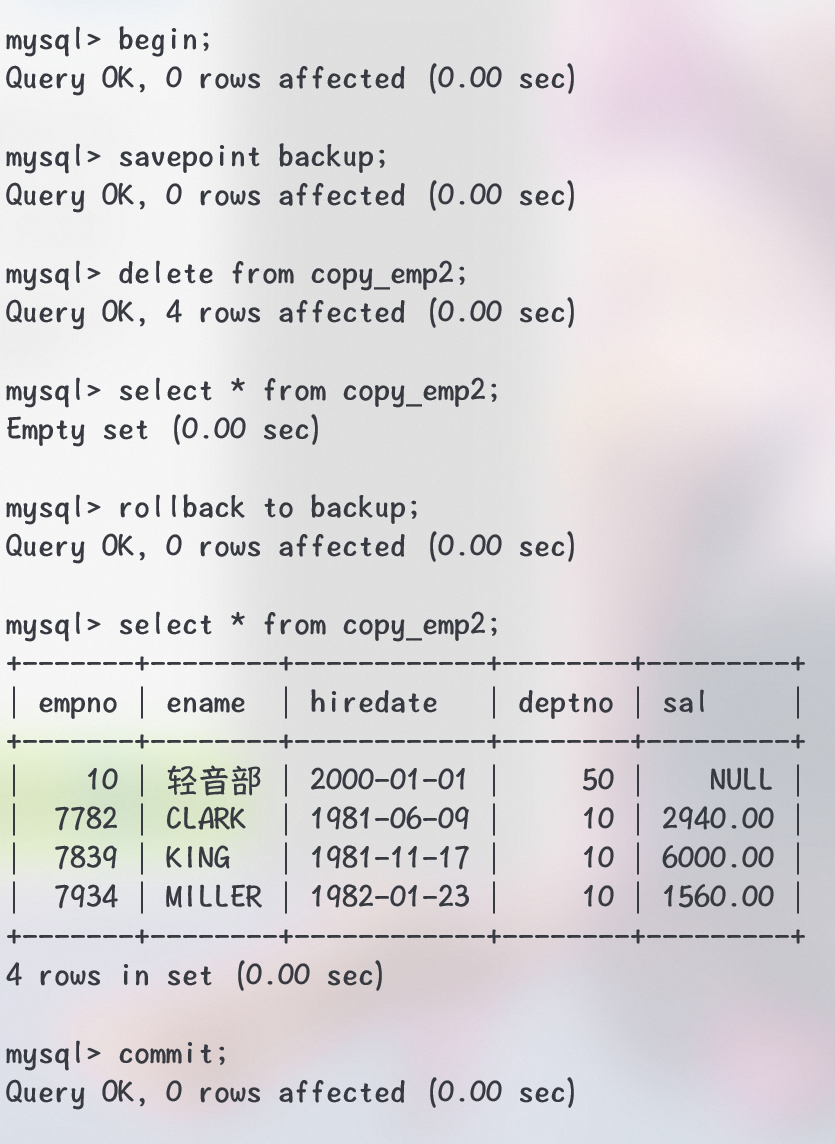 mysql> begin;
Query OK, 0 rows affected (0.00 sec)
mysql> savepoint backup;
Query OK, 0 rows affected (0.00 sec)
mysql> delete from copy_emp2;
Query OK, 4 rows affected (0.00 sec)
mysql> select * from copy_emp2;
Empty set (0.00 sec)
mysql> rollback to backup;
Query OK, 0 rows affected (0.00 sec)
mysql> select * from copy_emp2;
+-------+--------+------------+--------+---------+
| empno | ename  | hiredate   | deptno | sal     |
+-------+--------+------------+--------+---------+
|    10 | 轻音部 | 2000-01-01 |     50 |    NULL |
|  7782 | CLARK  | 1981-06-09 |     10 | 2940.00 |
|  7839 | KING   | 1981-11-17 |     10 | 6000.00 |
|  7934 | MILLER | 1982-01-23 |     10 | 1560.00 |
+-------+--------+------------+--------+---------+
4 rows in set (0.00 sec)
mysql> commit;
Query OK, 0 rows affected (0.00 sec)